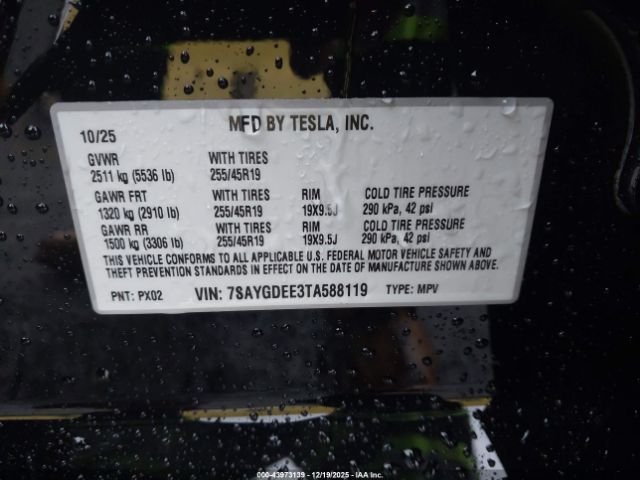 MFD BY TESLA, INC.
10/25
GVWR WITH TIRES
2511 kg (5536 lb) 255/45R19
GAWR FRT WITH TIRES RIM COLD TIRE PRESSURE
1320 kg (2910 lb) 255/45R19 19X9.5J 290 kPa, 42 psi
GAWR RR WITH TIRES RIM COLD TIRE PRESSURE
1500 kg (3306 lb) 255/45R19 19X9.5J 290 kPa, 42 psi
THIS VEHICLE CONFORMS TO ALL APPLICABLE U.S. FEDERAL MOTOR VEHICLE SAFETY AND
THEFT PREVENTION STANDARDS IN EFFECT ON THE DATE OF MANUFACTURE SHOWN ABOVE.
PNT: PX02 VIN: 7SAYGDEE3TA588119 TYPE: MPV
000-43973139 - 12/19/2025 - IAA Inc.